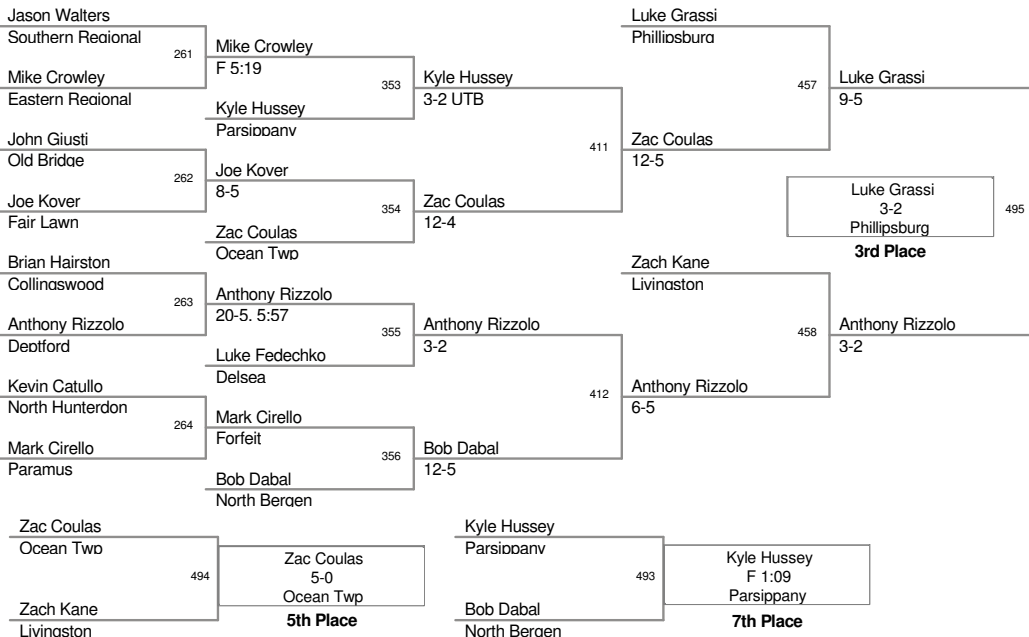 Jason Walters
Southern Regional
261
Mike Crowley
Eastern Regional
Mike Crowley
F 5:19
353
Kyle Hussey
Parsippany
John Giusti
Old Bridge
262
Joe Kover
Fair Lawn
Joe Kover
8-5
354
Zac Coulas
Ocean Twp
Kyle Hussey
3-2 UTB
411
Zac Coulas
12-4
Brian Hairston
Collingswood
263
Anthony Rizzolo
Deptford
Anthony Rizzolo
20-5. 5:57
355
Luke Fedechko
Delsea
Kevin Catullo
North Hunterdon
264
Mark Cirello
Paramus
Mark Cirello
Forfeit
356
Bob Dabal
North Bergen
Anthony Rizzolo
3-2
412
Bob Dabal
12-5
Luke Grassi
Phillipsburg
457
Zac Coulas
12-5
Luke Grassi
9-5
Luke Grassi
3-2
Phillipsburg
495
3rd Place
Zach Kane
Livingston
458
Anthony Rizzolo
6-5
Anthony Rizzolo
3-2
Zac Coulas
Ocean Twp
494
Zach Kane
Livingston
Zac Coulas
5-0
Ocean Twp
5th Place
Kyle Hussey
Parsippany
493
Bob Dabal
North Bergen
Kyle Hussey
F 1:09
Parsippany
7th Place